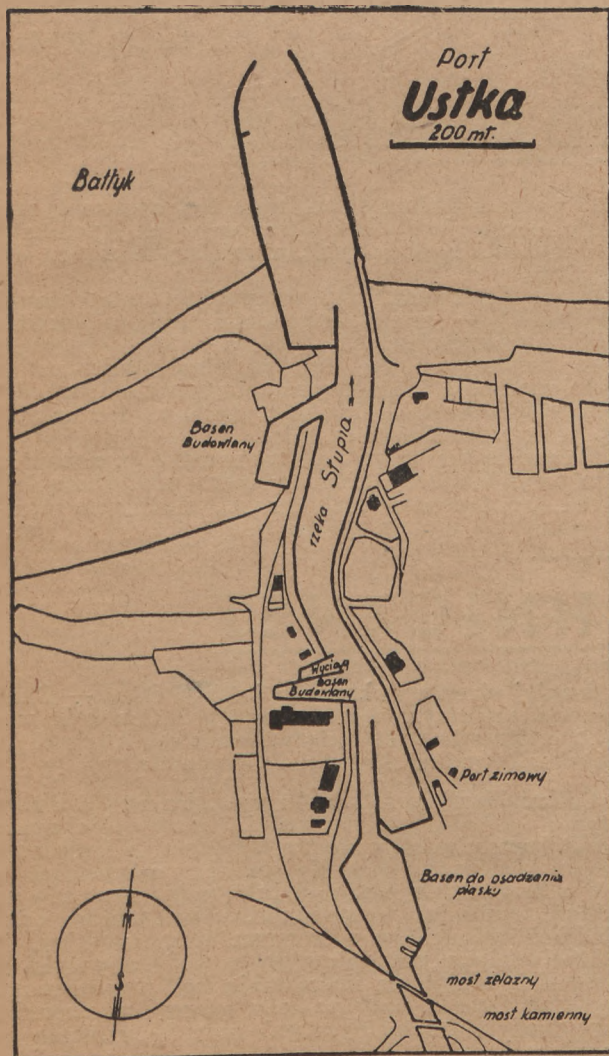 Port
Ustka
200 mt.
Bałtyk
Basen
Budowlany
rzeka Słupia
Wyciąg
Basen
Budowlany
Port zimowy
Basen do osadzania
piasku
most żelazny
most kamienny